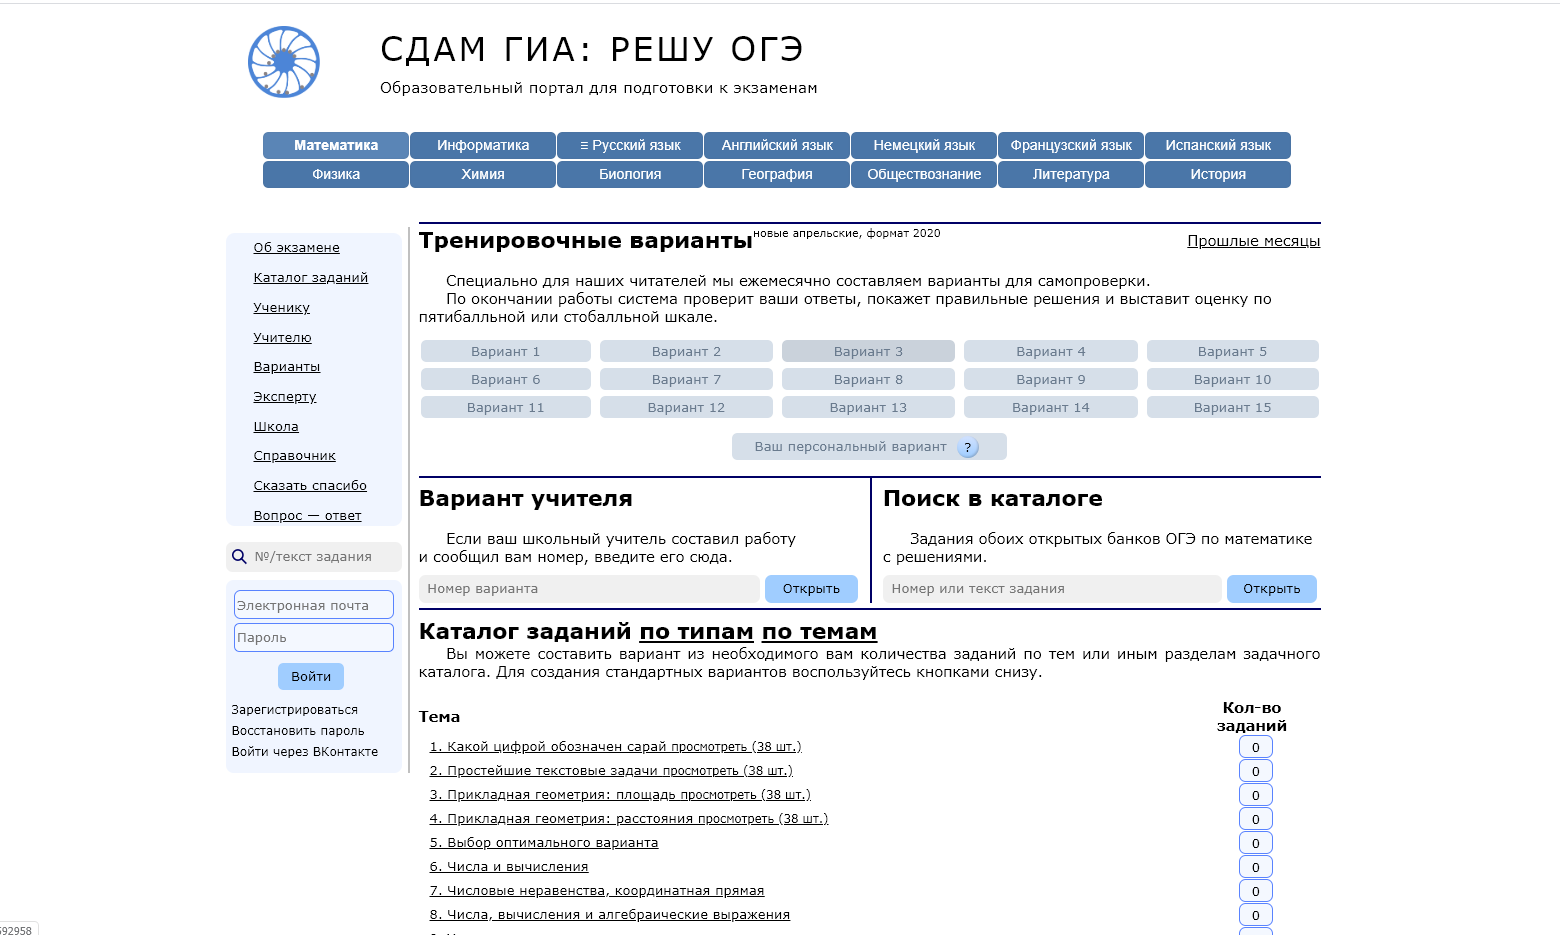 СДАМ ГИА: РЕШУ ОГЭ
Образовательный портал для подготовки к экзаменам
Математика Информатика ≡ Русский язык Английский язык Немецкий язык Французский язык Испанский язык
Физика Химия Биология География Обществознание Литература История
Об экзамене
Каталог заданий
Ученику
Учителю
Варианты
Эксперту
Школа
Справочник
Сказать спасибо
Вопрос — ответ
№/текст задания
Электронная почта
Пароль
Войти
Зарегистрироваться
Восстановить пароль
Войти через ВКонтакте
Тренировочные варианты новые апрельские, формат 2020 Прошлые месяцы
Специально для наших читателей мы ежемесячно составляем варианты для самопроверки.
По окончании работы система проверит ваши ответы, покажет правильные решения и выставит оценку по
пятибалльной или стобалльной шкале.
Вариант 1 Вариант 2 Вариант 3 Вариант 4 Вариант 5
Вариант 6 Вариант 7 Вариант 8 Вариант 9 Вариант 10
Вариант 11 Вариант 12 Вариант 13 Вариант 14 Вариант 15
Ваш персональный вариант ?
Вариант учителя
Если ваш школьный учитель составил работу
и сообщил вам номер, введите его сюда.
Номер варианта Открыть
Поиск в каталоге
Задания обоих открытых банков ОГЭ по математике
с решениями.
Номер или текст задания Открыть
Каталог заданий по типам по темам
Вы можете составить вариант из необходимого вам количества заданий по тем или иным разделам задачного
каталога. Для создания стандартных вариантов воспользуйтесь кнопками снизу.
Тема Кол-во
заданий
1. Какой цифрой обозначен сарай просмотреть (38 шт.) 0
2. Простейшие текстовые задачи просмотреть (38 шт.) 0
3. Прикладная геометрия: площадь просмотреть (38 шт.) 0
4. Прикладная геометрия: расстояния просмотреть (38 шт.) 0
5. Выбор оптимального варианта 0
6. Числа и вычисления 0
7. Числовые неравенства, координатная прямая 0
8. Числа, вычисления и алгебраические выражения 0
592958